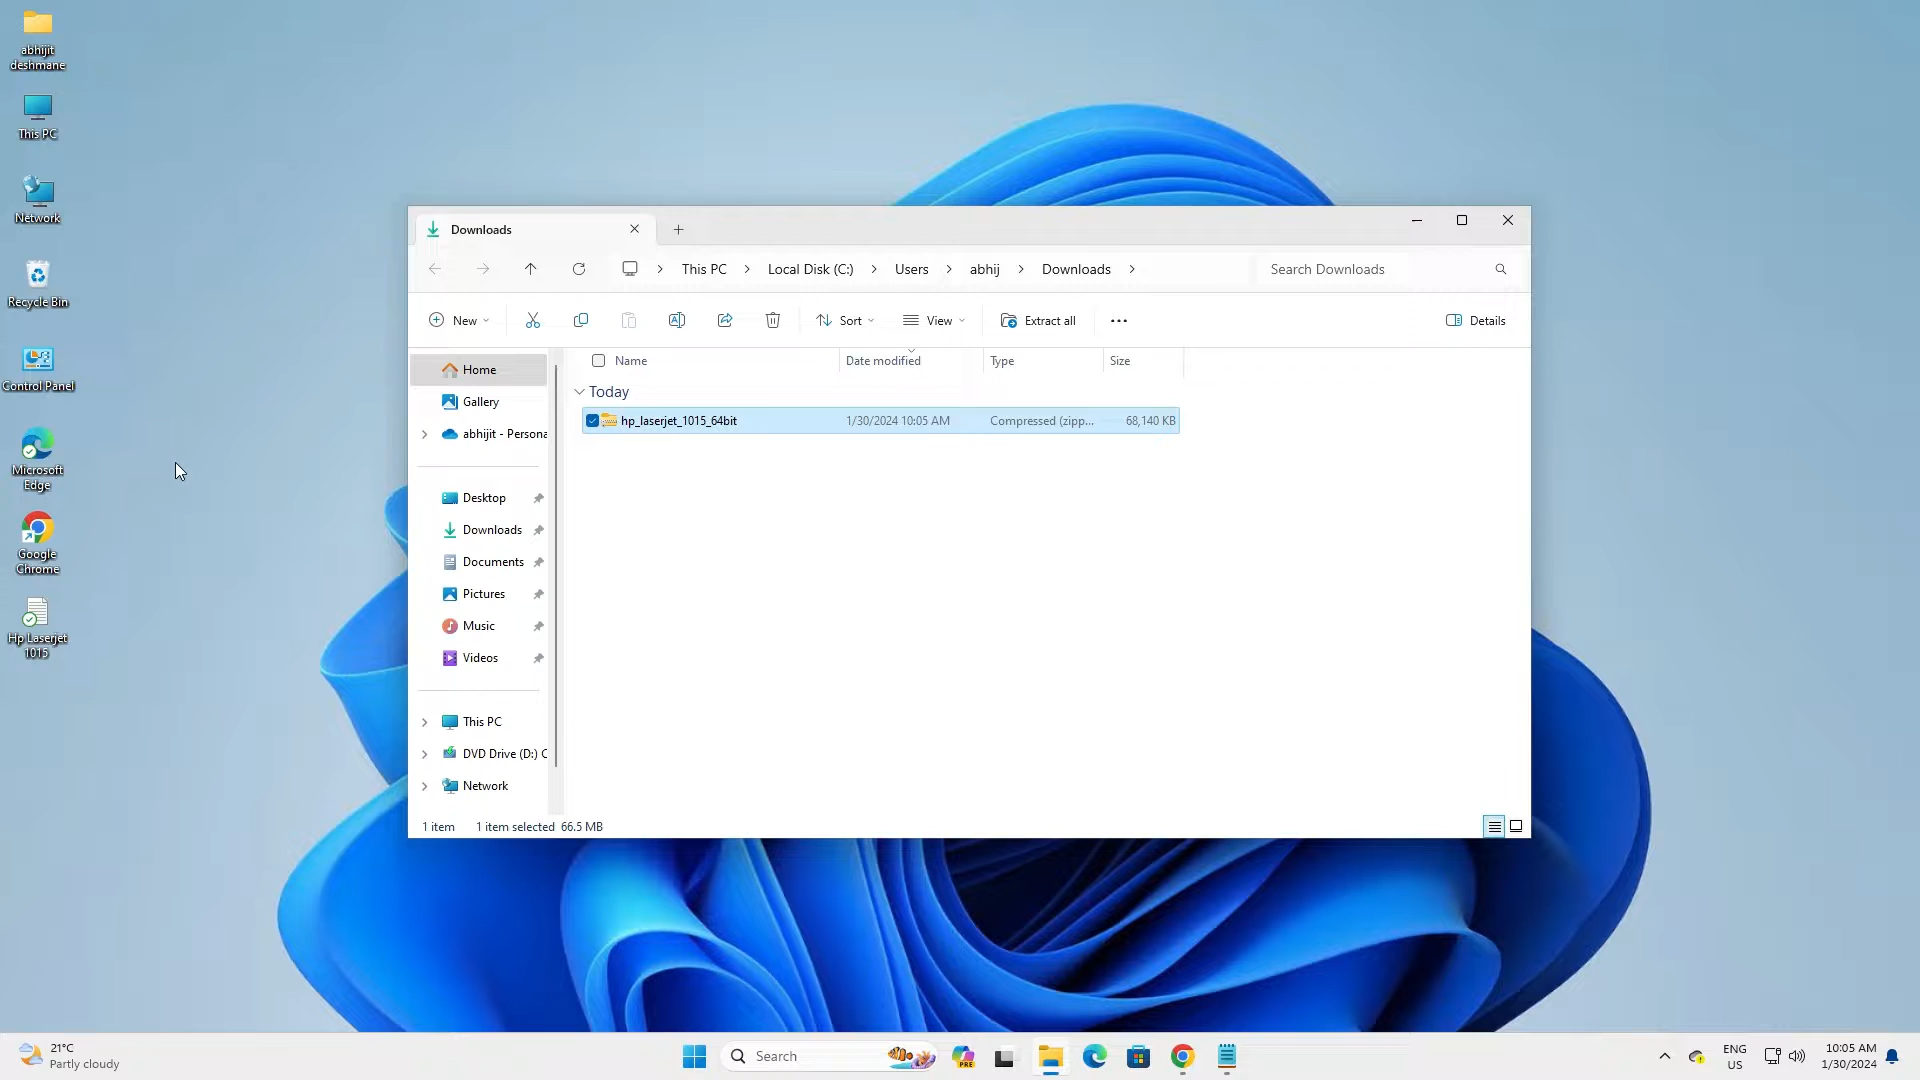 abhijit
deshmane
This PC
Network
Recycle Bin
Control Panel
Microsoft
Edge
Google
Chrome
Hp Laserjet
1015
Downloads
This PC
Local Disk (C:)
Users
abhij
Downloads
Search Downloads
New
Sort
View
Extract all
Details
Home
Gallery
abhijit - Persona
Desktop
Downloads
Documents
Pictures
Music
Videos
This PC
DVD Drive (D:) C
Network
Name
Date modified
Type
Size
Today
hp_laserjet_1015_64bit
1/30/2024 10:05 AM
Compressed (zipp...
68,140 KB
1 item
1 item selected 66.5 MB
21°C
Partly cloudy
Search
PRE
ENG
US
10:05 AM
1/30/2024